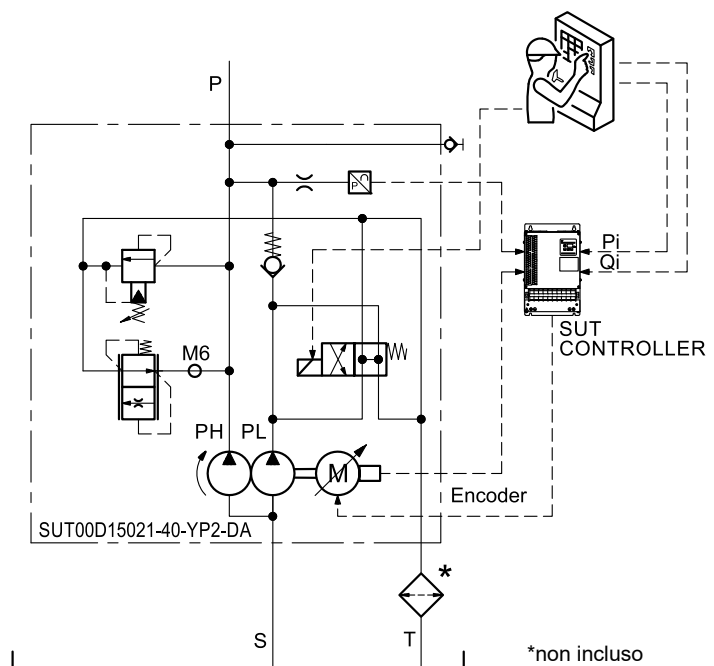 P
P
Pi
Qi
SUT
CONTROLLER
M6
PH
PL
M
Encoder
SUT00D15021-40-YP2-DA
*
S
T
*non incluso